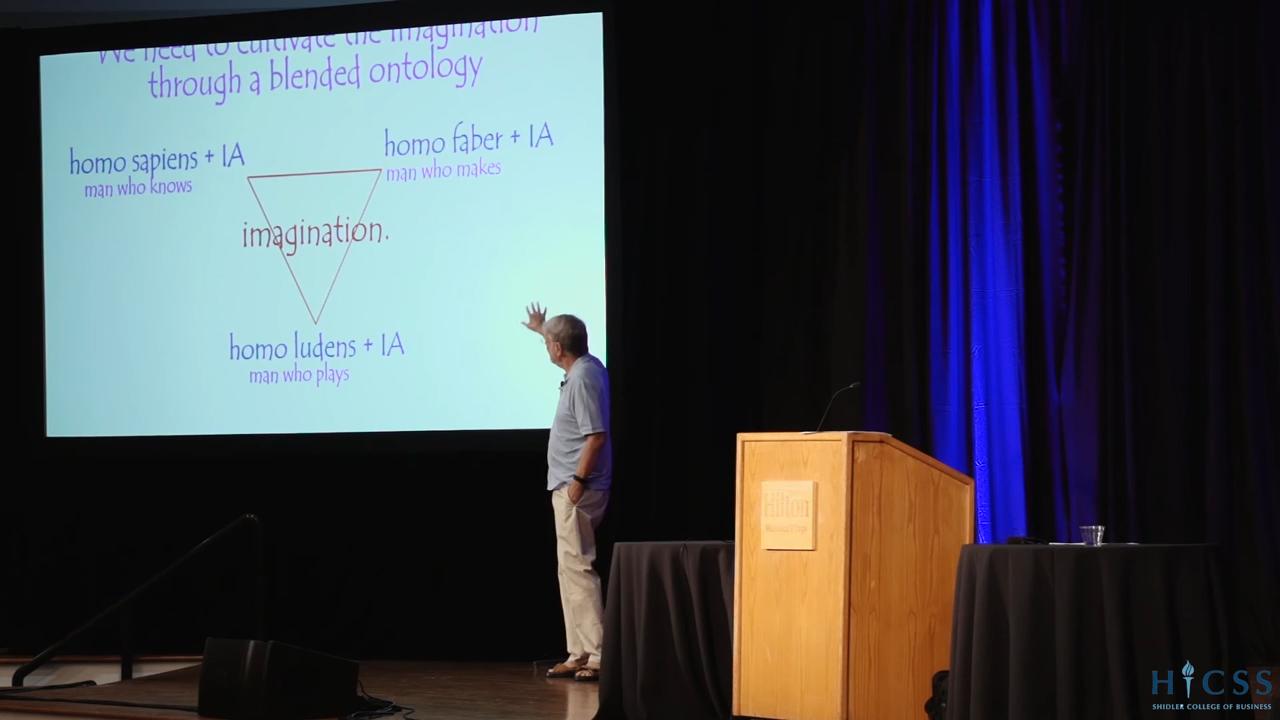 We need to cultivate the imagination
through a blended ontology
homo sapiens + IA
man who knows
homo faber + IA
man who makes
imagination.
homo ludens + IA
man who plays
Hilton
HICSS
SHIDLER COLLEGE OF BUSINESS